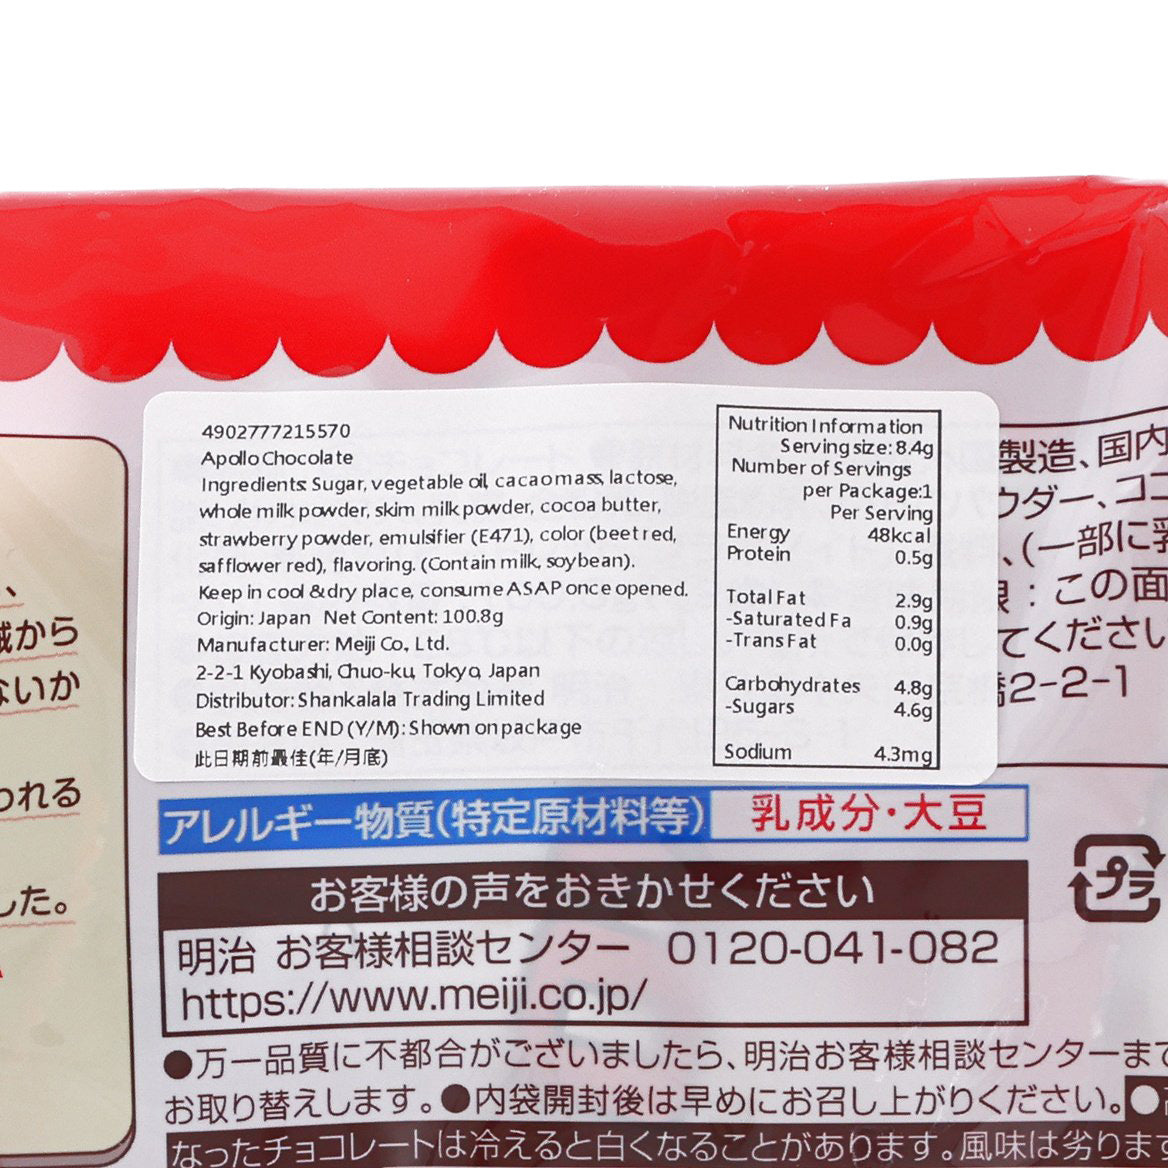 4902777215570
Apollo Chocolate
Ingredients: Sugar, vegetable oil, cacao mass, lactose,
whole milk powder, skim milk powder, cocoa butter,
strawberry powder, emulsifier (E471), color (beet red,
safflower red), flavoring. (Contain milk, soybean).
Keep in cool & dry place, consume ASAP once opened.
Origin: Japan Net Content: 100.8g
Manufacturer: Meiji Co., Ltd.
2-2-1 Kyobashi, Chuo-ku, Tokyo, Japan
Distributor: Shankalala Trading Limited
Best Before END (Y/M): Shown on package
此日期前最佳(年/月底)
Nutrition Information
Serving size: 8.4g
Number of Servings
per Package:1
Per Serving
Energy 48kcal
Protein 0.5g
Total Fat 2.9g
-Saturated Fa 0.9g
-Trans Fat 0.0g
Carbohydrates 4.8g
-Sugars 4.6g
Sodium 4.3mg
製造、国内
ウダー、ココ
、(一部に乳
:この面
てください
橋2-2-1
、
から
ないか
われる
した。
アレルギー物質(特定原材料等) 乳成分・大豆
プラ
お客様の声をおきかせください
明治 お客様相談センター 0120-041-082
https://www.meiji.co.jp/
●万一品質に不都合がございましたら、明治お客様相談センターまで
お取り替えします。●内袋開封後は早めにお召し上がりください。●
なったチョコレートは冷えると白くなることがあります。風味は劣ります